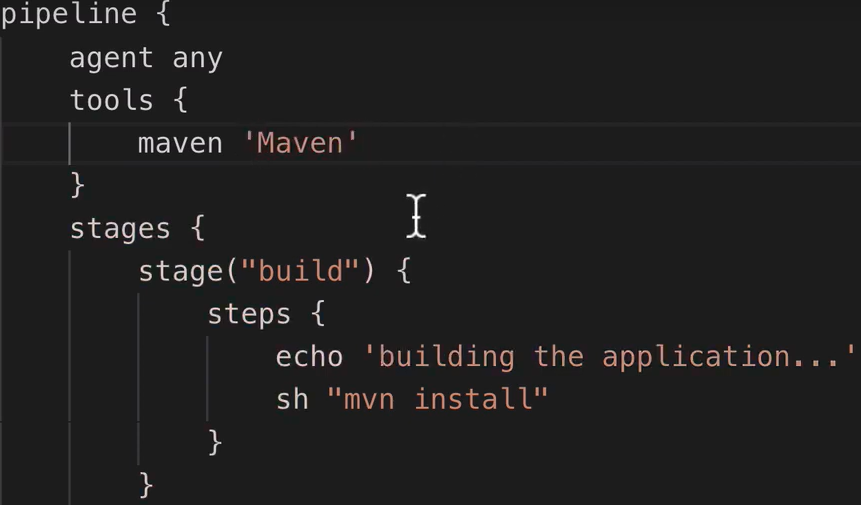 pipeline {
    agent any
    tools {
        maven 'Maven'
    }
    stages {
        stage("build") {
            steps {
                echo 'building the application...'
                sh "mvn install"
            }
        }